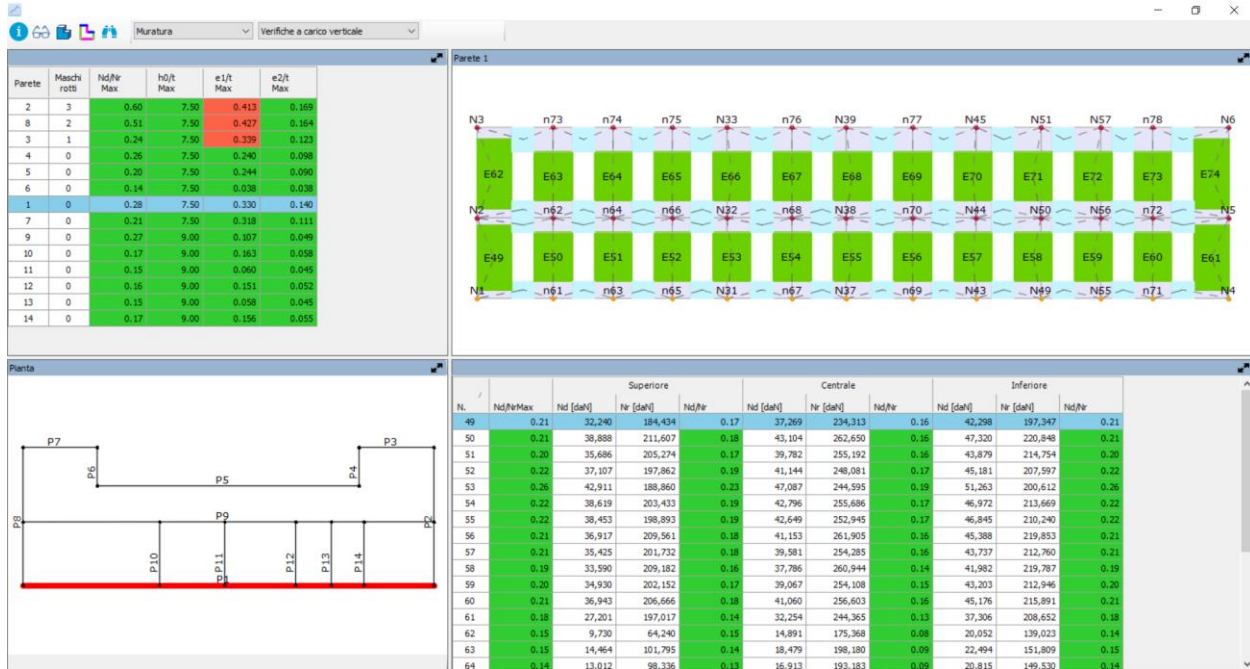 Muratura Verifiche a carico verticale
Parete Maschi rotti Nd/Nr Max h0/t Max e1/t Max e2/t Max
2 3 0.60 7.50 0.413 0.169
8 2 0.51 7.50 0.427 0.164
3 1 0.24 7.50 0.339 0.123
4 0 0.26 7.50 0.240 0.098
5 0 0.20 7.50 0.244 0.090
6 0 0.14 7.50 0.038 0.038
1 0 0.28 7.50 0.330 0.140
7 0 0.21 7.50 0.318 0.111
9 0 0.27 9.00 0.107 0.049
10 0 0.17 9.00 0.163 0.058
11 0 0.15 9.00 0.060 0.045
12 0 0.16 9.00 0.151 0.052
13 0 0.15 9.00 0.058 0.045
14 0 0.17 9.00 0.156 0.055
Parete 1
N3 n73 n74 n75 N33 n76 N39 n77 N45 N51 N57 n78 N6
E62 E63 E64 E65 E66 E67 E68 E69 E70 E71 E72 E73 E74
N2 n62 n64 n66 N32 n68 N38 n70 N44 N50 N56 n72 N5
E49 E50 E51 E52 E53 E54 E55 E56 E57 E58 E59 E60 E61
N1 n61 n63 n65 N31 n67 N37 n69 N43 N49 N55 n71 N4
Pianta
P7 P3
P6 P5 P4
P8 P9 P2
P10 P11 P12 P13 P14
P1
Superiore Centrale Inferiore
N. Nd/NrMax Nd [daN] Nr [daN] Nd/Nr Nd [daN] Nr [daN] Nd/Nr Nd [daN] Nr [daN] Nd/Nr
49 0.21 32,240 184,434 0.17 37,269 234,313 0.16 42,298 197,347 0.21
50 0.21 38,888 211,607 0.18 43,104 262,650 0.16 47,320 220,848 0.21
51 0.20 35,686 205,274 0.17 39,782 255,192 0.16 43,879 214,754 0.20
52 0.22 37,107 197,862 0.19 41,144 248,081 0.17 45,181 207,597 0.22
53 0.26 42,911 188,860 0.23 47,087 244,595 0.19 51,263 200,612 0.26
54 0.22 38,619 203,433 0.19 42,796 255,686 0.17 46,972 213,669 0.22
55 0.22 38,453 198,893 0.19 42,649 252,945 0.17 46,845 210,240 0.22
56 0.21 36,917 209,561 0.18 41,153 261,905 0.16 45,388 219,853 0.21
57 0.21 35,425 201,732 0.18 39,581 254,285 0.16 43,737 212,760 0.21
58 0.19 33,590 209,182 0.16 37,786 260,944 0.14 41,982 219,787 0.19
59 0.20 34,930 202,152 0.17 39,067 254,108 0.15 43,203 212,946 0.20
60 0.21 36,943 206,666 0.18 41,060 256,603 0.16 45,176 215,891 0.21
61 0.18 27,201 197,017 0.14 32,254 244,365 0.13 37,306 208,652 0.18
62 0.15 9,730 64,240 0.15 14,891 175,368 0.08 20,052 139,023 0.14
63 0.15 14,464 101,795 0.14 18,479 198,180 0.09 22,494 151,809 0.15
64 0.14 13,012 98,336 0.13 16,913 193,183 0.09 20,815 149,530 0.14